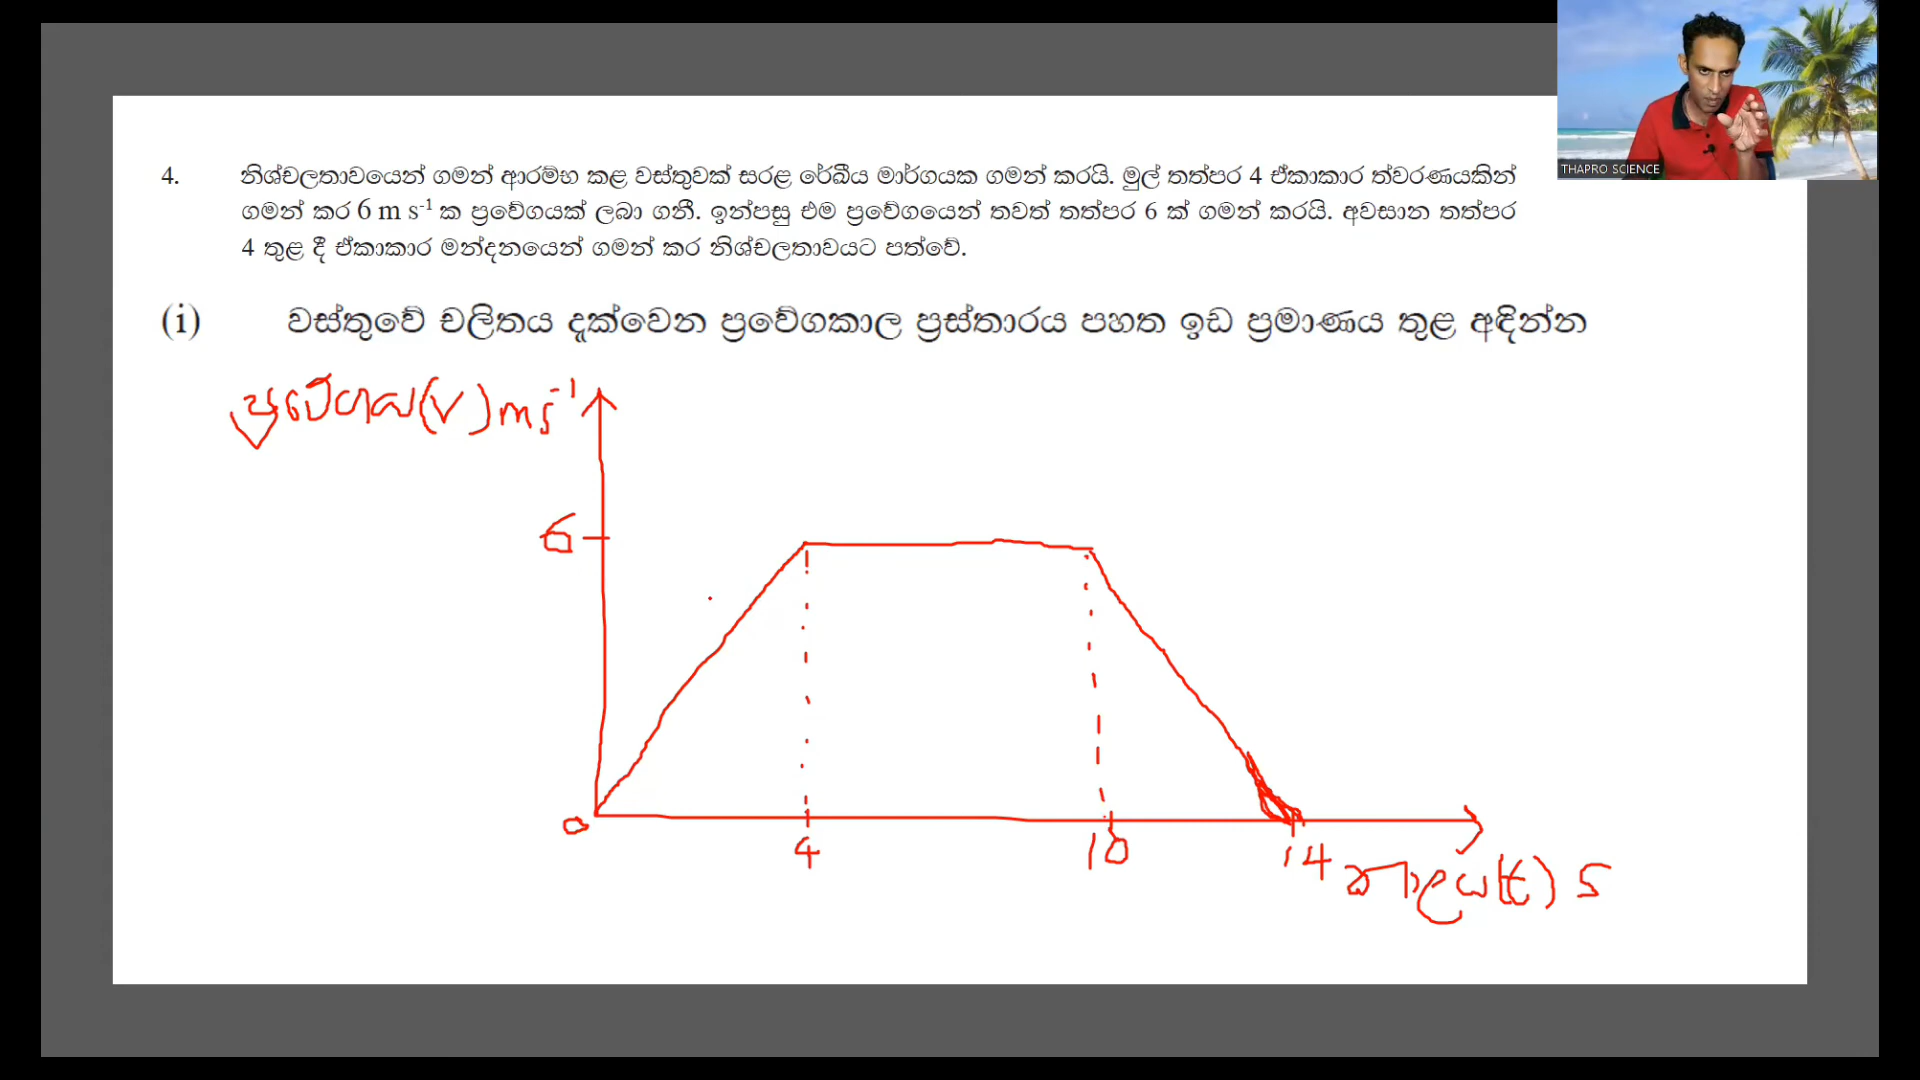 THAPRO SCIENCE
4. නිශ්චලතාවයෙන් ගමන් ආරම්භ කළ වස්තුවක් සරළ රේඛීය මාර්ගයක ගමන් කරයි. මුල් තත්පර 4 ඒකාකාර ත්වරණයකින්
ගමන් කර 6 m s⁻¹ ක ප්‍රවේගයක් ලබා ගනී. ඉන්පසු එම ප්‍රවේගයෙන් තවත් තත්පර 6 ක් ගමන් කරයි. අවසාන තත්පර
4 තුළ දී ඒකාකාර මන්දනයෙන් ගමන් කර නිශ්චලතාවයට පත්වේ.
(i) වස්තුවේ චලිතය දැක්වෙන ප්‍රවේගකාල ප්‍රස්තාරය පහත ඉඩ ප්‍රමාණය තුළ අඳින්න
ප්‍රවේගය (v) ms⁻¹
6
0
4
10
14
කාලය (t) s